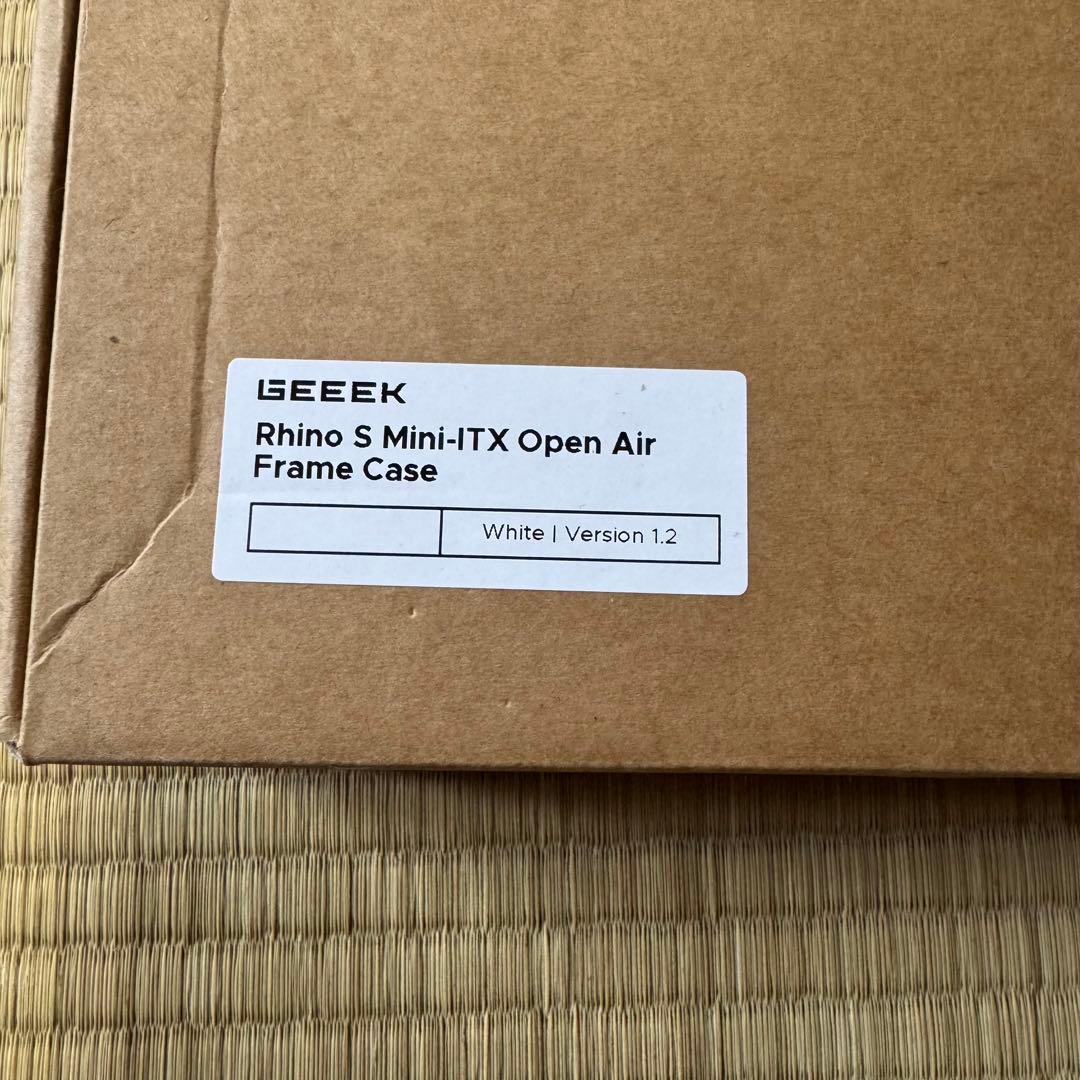 GEEEK
Rhino S Mini-ITX Open Air
Frame Case
White | Version 1.2